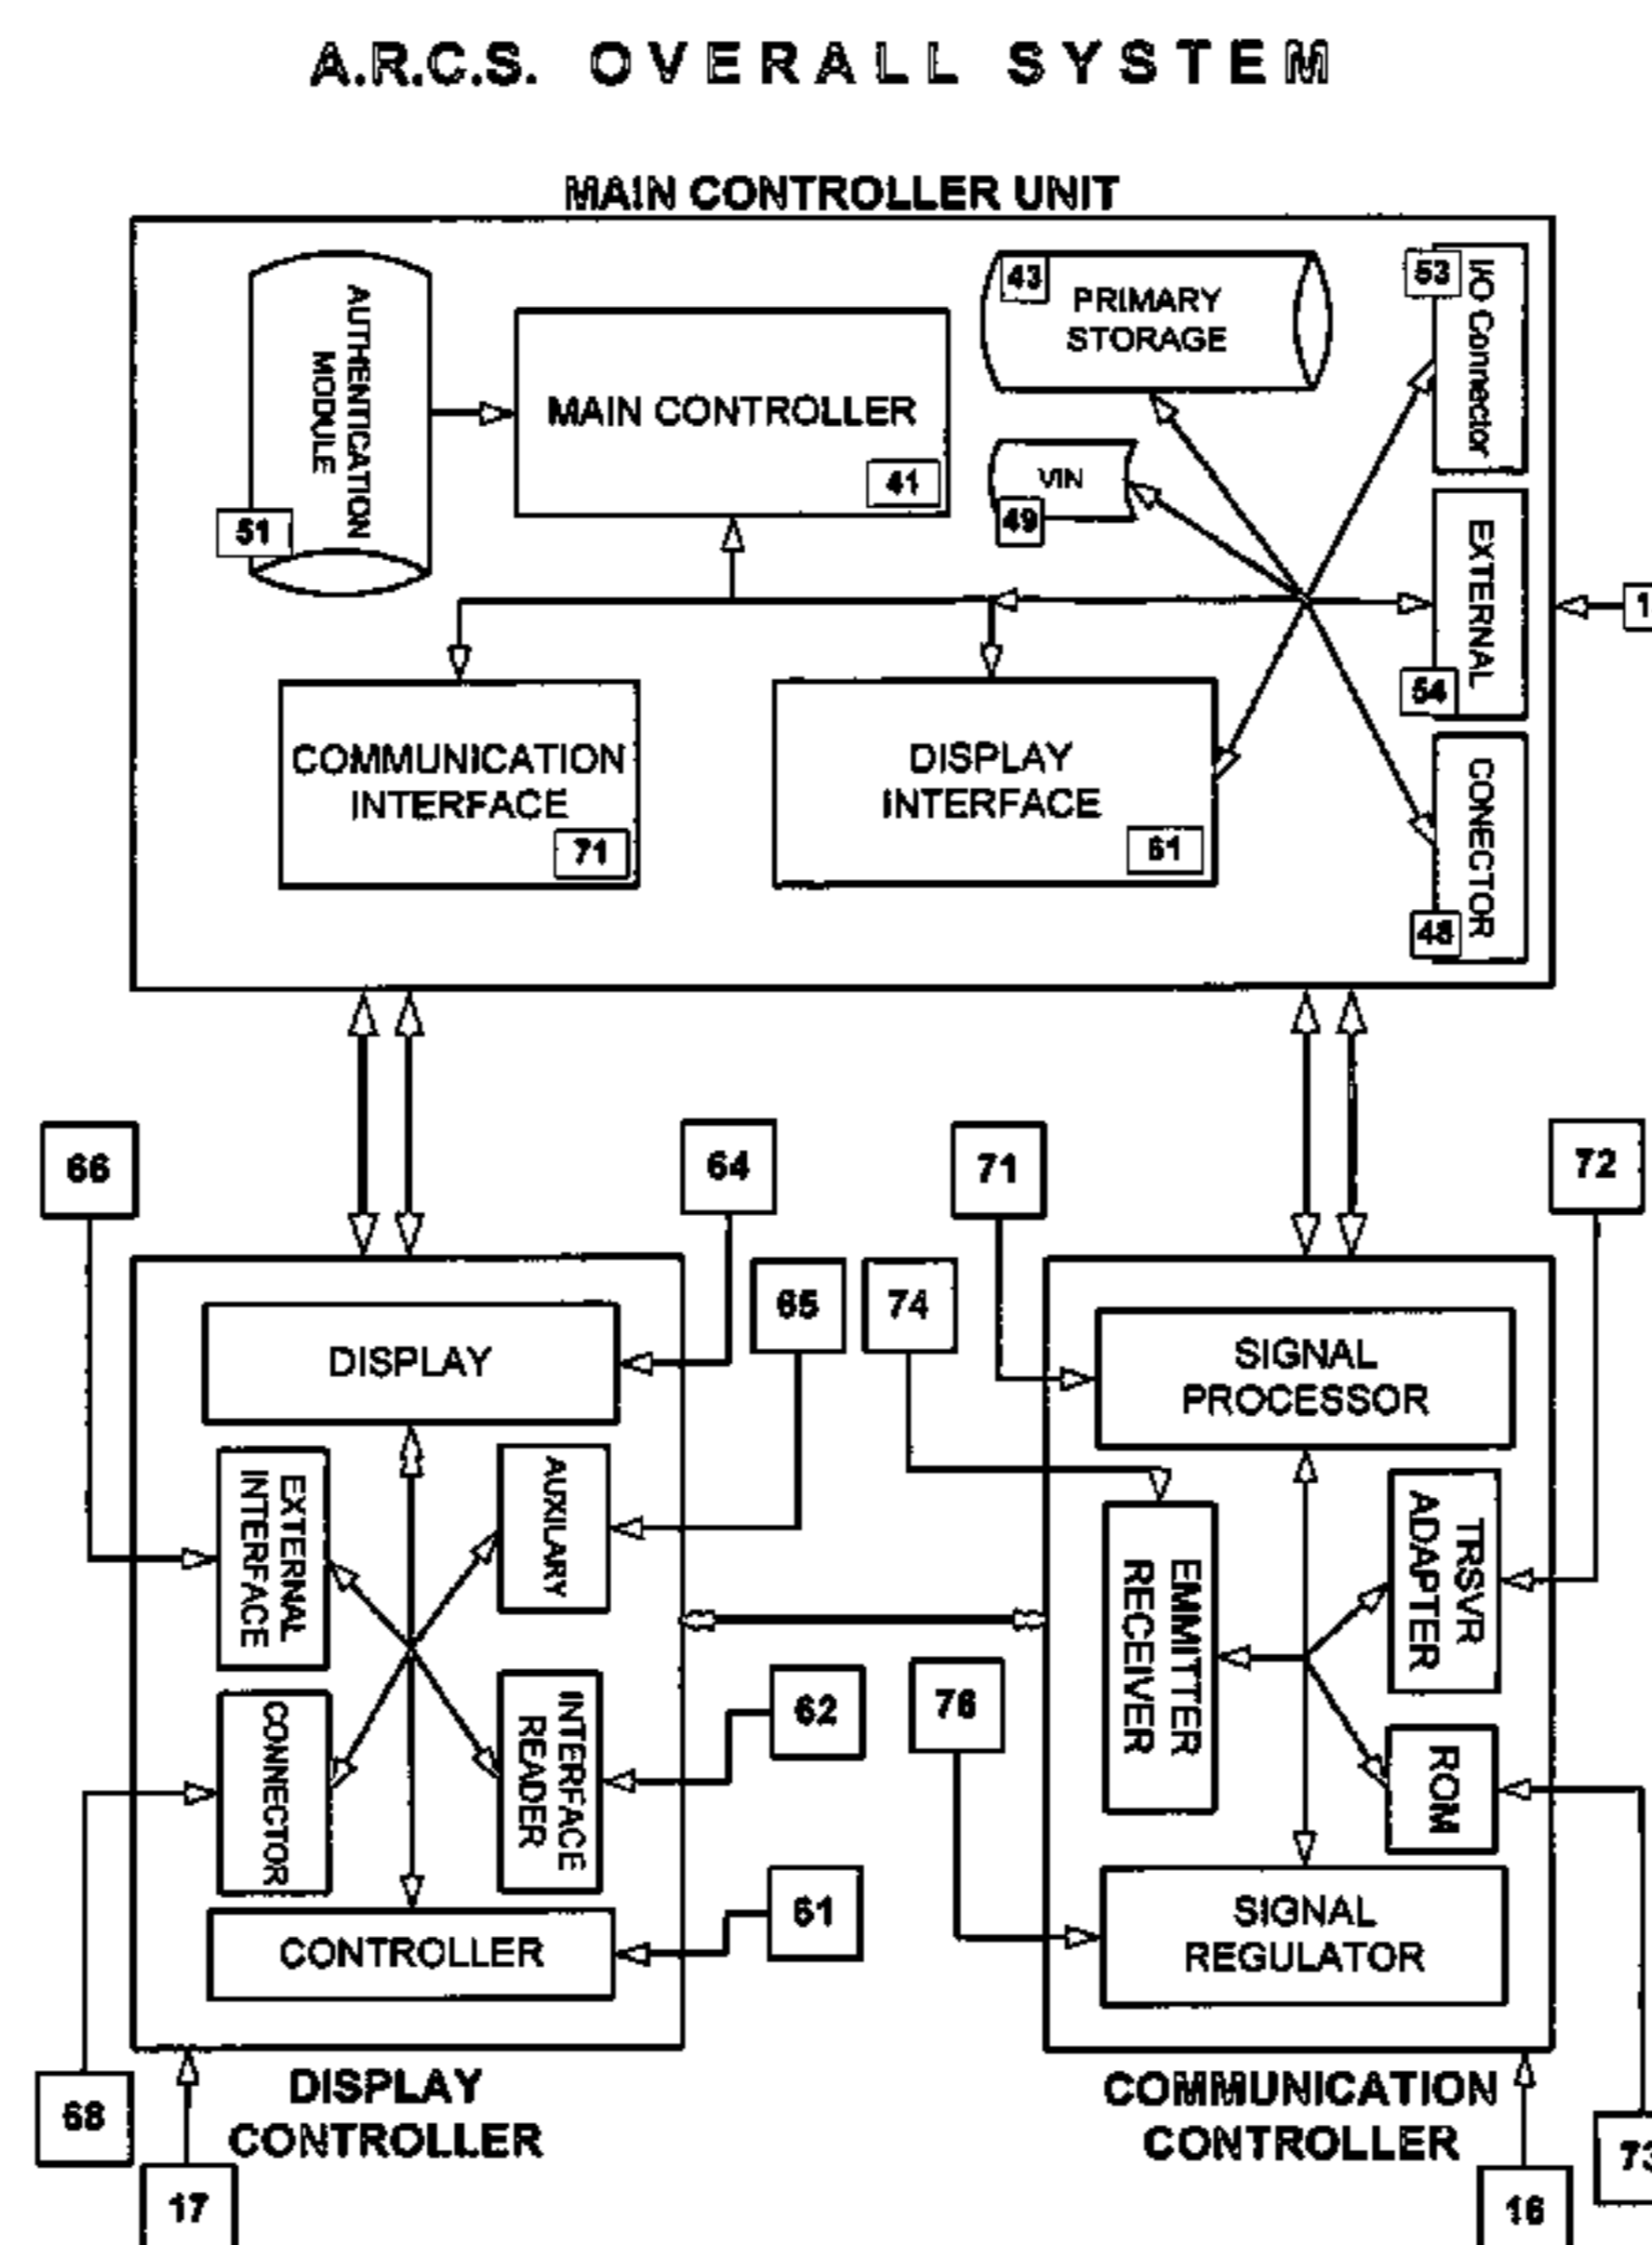 A.R.C.S. OVERALL SYSTEM
MAIN CONTROLLER UNIT
AUTHENTICATION
MODULE
51
MAIN CONTROLLER
41
43
PRIMARY
STORAGE
VIN
49
53
I/O Connector
EXTERNAL
54
CONECTOR
COMMUNICATION
INTERFACE
71
DISPLAY
INTERFACE
61
66
64
71
72
65
74
DISPLAY
EXTERNAL
INTERFACE
AUXILARY
CONNECTOR
INTERFACE
READER
62
CONTROLLER
61
SIGNAL
PROCESSOR
EMMITTER
RECEIVER
TRSVR
ADAPTER
ROM
76
SIGNAL
REGULATOR
68
17
DISPLAY
CONTROLLER
COMMUNICATION
CONTROLLER
16
73